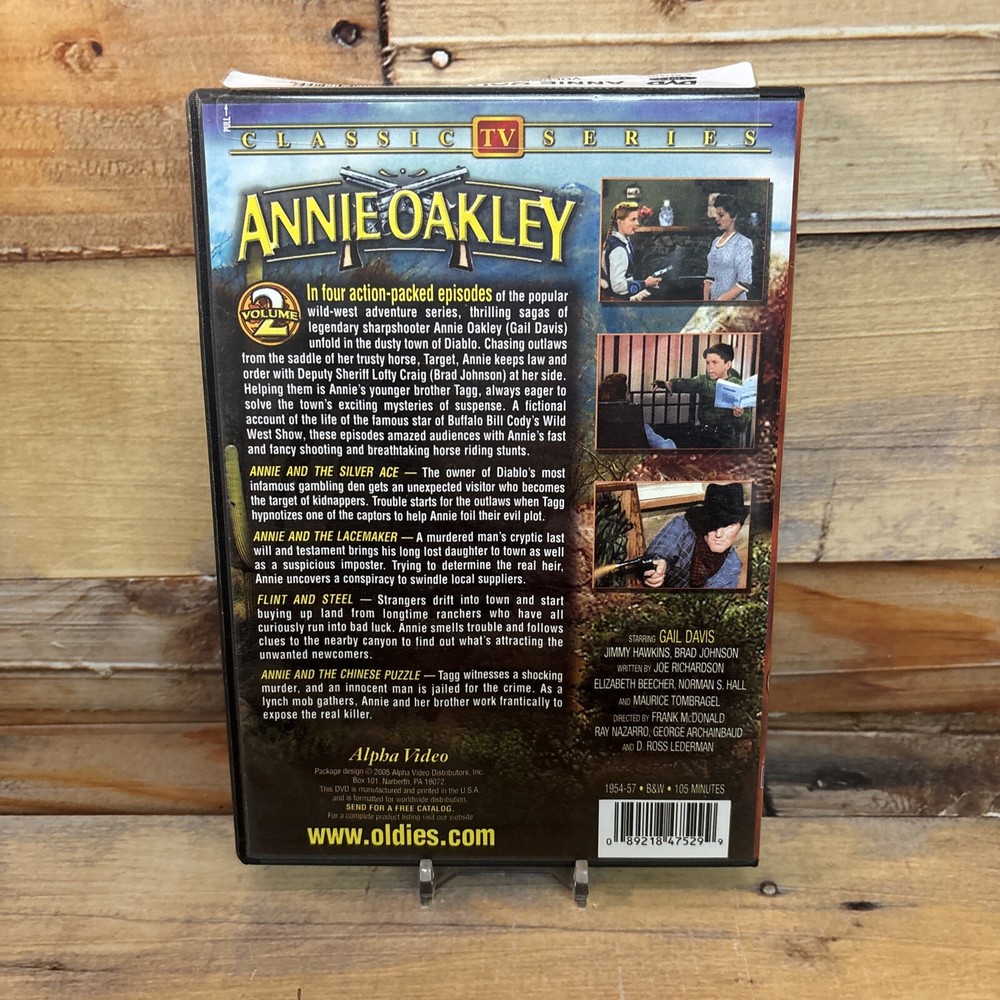 DVD ANNIE
PULL
CLASSIC TV SERIES
ANNIE OAKLEY
VOLUME 2
In four action-packed episodes of the popular
wild-west adventure series, thrilling sagas of
legendary sharpshooter Annie Oakley (Gail Davis)
unfold in the dusty town of Diablo. Chasing outlaws
from the saddle of her trusty horse, Target, Annie keeps law and
order with Deputy Sheriff Lofty Craig (Brad Johnson) at her side.
Helping them is Annie's younger brother Tagg, always eager to
solve the town's exciting mysteries of suspense. A fictional
account of the life of the famous star of Buffalo Bill Cody's Wild
West Show, these episodes amazed audiences with Annie's fast
and fancy shooting and breathtaking horse riding stunts.
ANNIE AND THE SILVER ACE — The owner of Diablo's most
infamous gambling den gets an unexpected visitor who becomes
the target of kidnappers. Trouble starts for the outlaws when Tagg
hypnotizes one of the captors to help Annie foil their evil plot.
ANNIE AND THE LACEMAKER — A murdered man's cryptic last
will and testament brings his long lost daughter to town as well
as a suspicious imposter. Trying to determine the real heir,
Annie uncovers a conspiracy to swindle local suppliers.
FLINT AND STEEL — Strangers drift into town and start
buying up land from longtime ranchers who have all
curiously run into bad luck. Annie smells trouble and follows
clues to the nearby canyon to find out what's attracting the
unwanted newcomers.
ANNIE AND THE CHINESE PUZZLE — Tagg witnesses a shocking
murder, and an innocent man is jailed for the crime. As a
lynch mob gathers, Annie and her brother work frantically to
expose the real killer.
STARRING GAIL DAVIS
JIMMY HAWKINS, BRAD JOHNSON
WRITTEN BY JOE RICHARDSON
ELIZABETH BEECHER, NORMAN S. HALL
AND MAURICE TOMBRAGEL
DIRECTED BY FRANK McDONALD
RAY NAZARRO, GEORGE ARCHAINBAUD
AND D. ROSS LEDERMAN
Alpha Video
Package design © 2005 Alpha Video Distributors, Inc.
Box 101, Narberth, PA 19072.
This DVD is manufactured and printed in the U.S.A.
and is formatted for worldwide distribution.
SEND FOR A FREE CATALOG.
For a complete product listing visit our website
www.oldies.com
1954-57 • B&W • 105 MINUTES
0 89218 47529 9